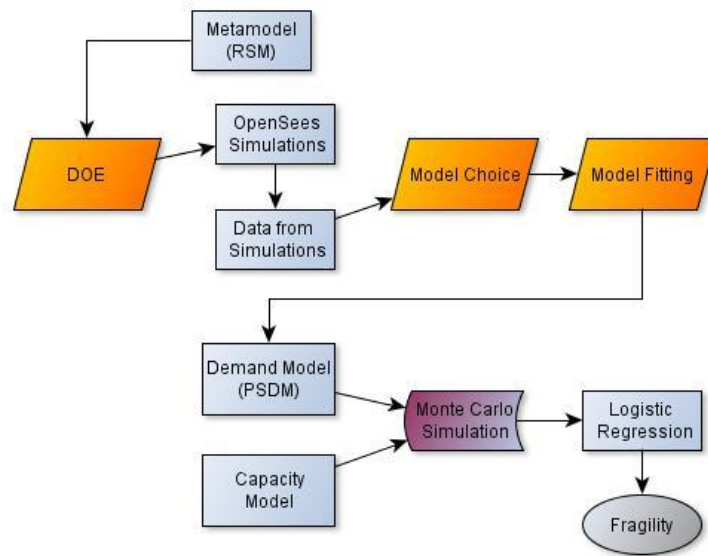 Metamodel
(RSM)
DOE
OpenSees
Simulations
Data from
Simulations
Model Choice
Model Fitting
Demand Model
(PSDM)
Capacity
Model
Monte Carlo
Simulation
Logistic
Regression
Fragility